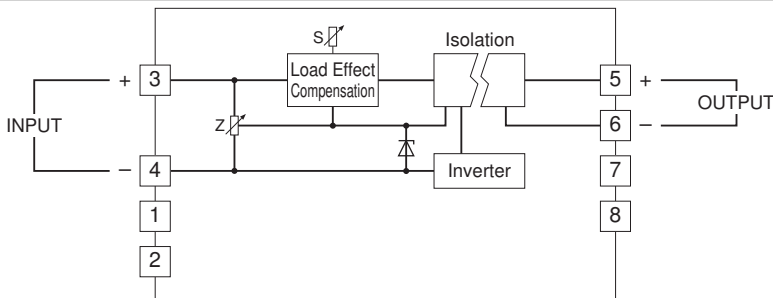 S
Isolation
+ 3
Load Effect
Compensation
5 +
INPUT
OUTPUT
Z
6 −
− 4
Inverter
7
1
8
2